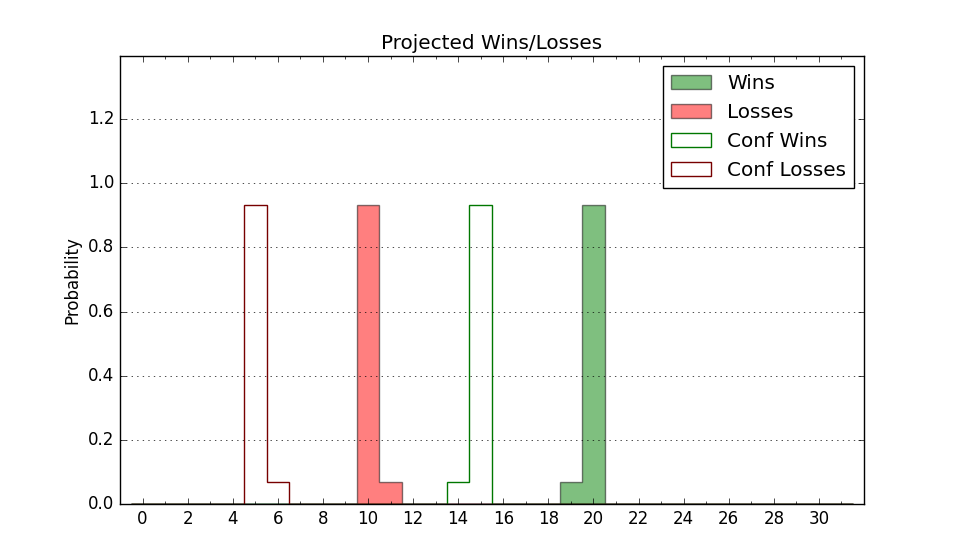 Projected Wins/Losses
Wins
Losses
Conf Wins
Conf Losses
Probability
1.2
1.0
0.8
0.6
0.4
0.2
0.0
0 2 4 6 8 10 12 14 16 18 20 22 24 26 28 30